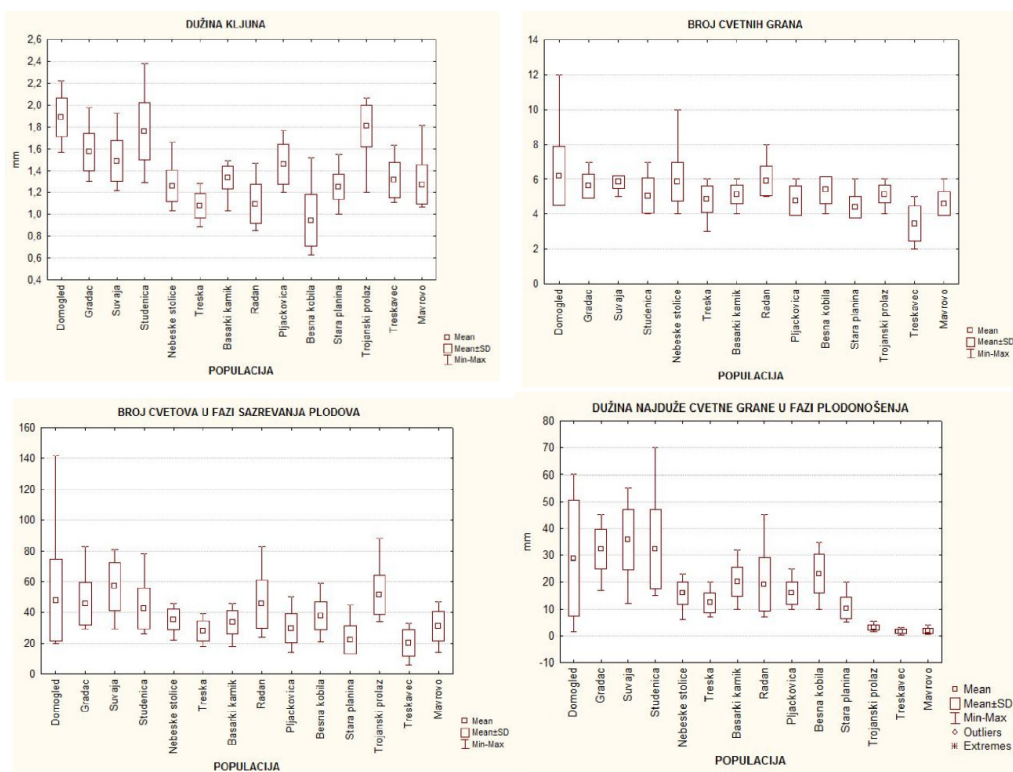 DUŽINA KLJUNA
2,6
2,4
2,2
2,0
1,8
1,6
1,4
1,2
1,0
0,8
0,6
0,4
mm
Domogled
Gradac
Suvaja
Studenica
Nebeske stolice
Treska
Basarki kamik
Radan
Pljackovica
Besna kobila
Stara planina
Trojanski prolaz
Treskavec
Mavrovo
POPULACIJA
Mean
Mean±SD
Min-Max
BROJ CVETNIH GRANA
14
12
10
8
6
4
2
0
Domogled
Gradac
Suvaja
Studenica
Nebeske stolice
Treska
Basarki kamik
Radan
Pljackovica
Besna kobila
Stara planina
Trojanski prolaz
Treskavec
Mavrovo
POPULACIJA
Mean
Mean±SD
Min-Max
BROJ CVETOVA U FAZI SAZREVANJA PLODOVA
160
140
120
100
80
60
40
20
0
Domogled
Gradac
Suvaja
Studenica
Nebeske stolice
Treska
Basarki kamik
Radan
Pljackovica
Besna kobila
Stara planina
Trojanski prolaz
Treskavec
Mavrovo
POPULACIJA
Mean
Mean±SD
Min-Max
DUŽINA NAJDUŽE CVETNE GRANE U FAZI PLODONOŠENJA
80
70
60
50
40
30
20
10
0
-10
mm
Domogled
Gradac
Suvaja
Studenica
Nebeske stolice
Treska
Basarki kamik
Radan
Pljackovica
Besna kobila
Stara planina
Trojanski prolaz
Treskavec
Mavrovo
POPULACIJA
Mean
Mean±SD
Min-Max
Outliers
Extremes